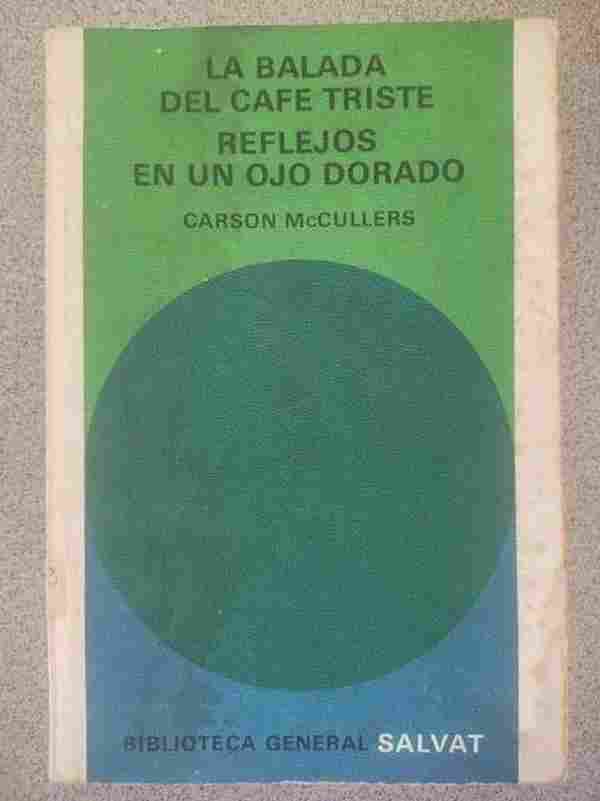 LA BALADA
DEL CAFE TRISTE
REFLEJOS
EN UN OJO DORADO
CARSON McCULLERS
BIBLIOTECA GENERAL SALVAT